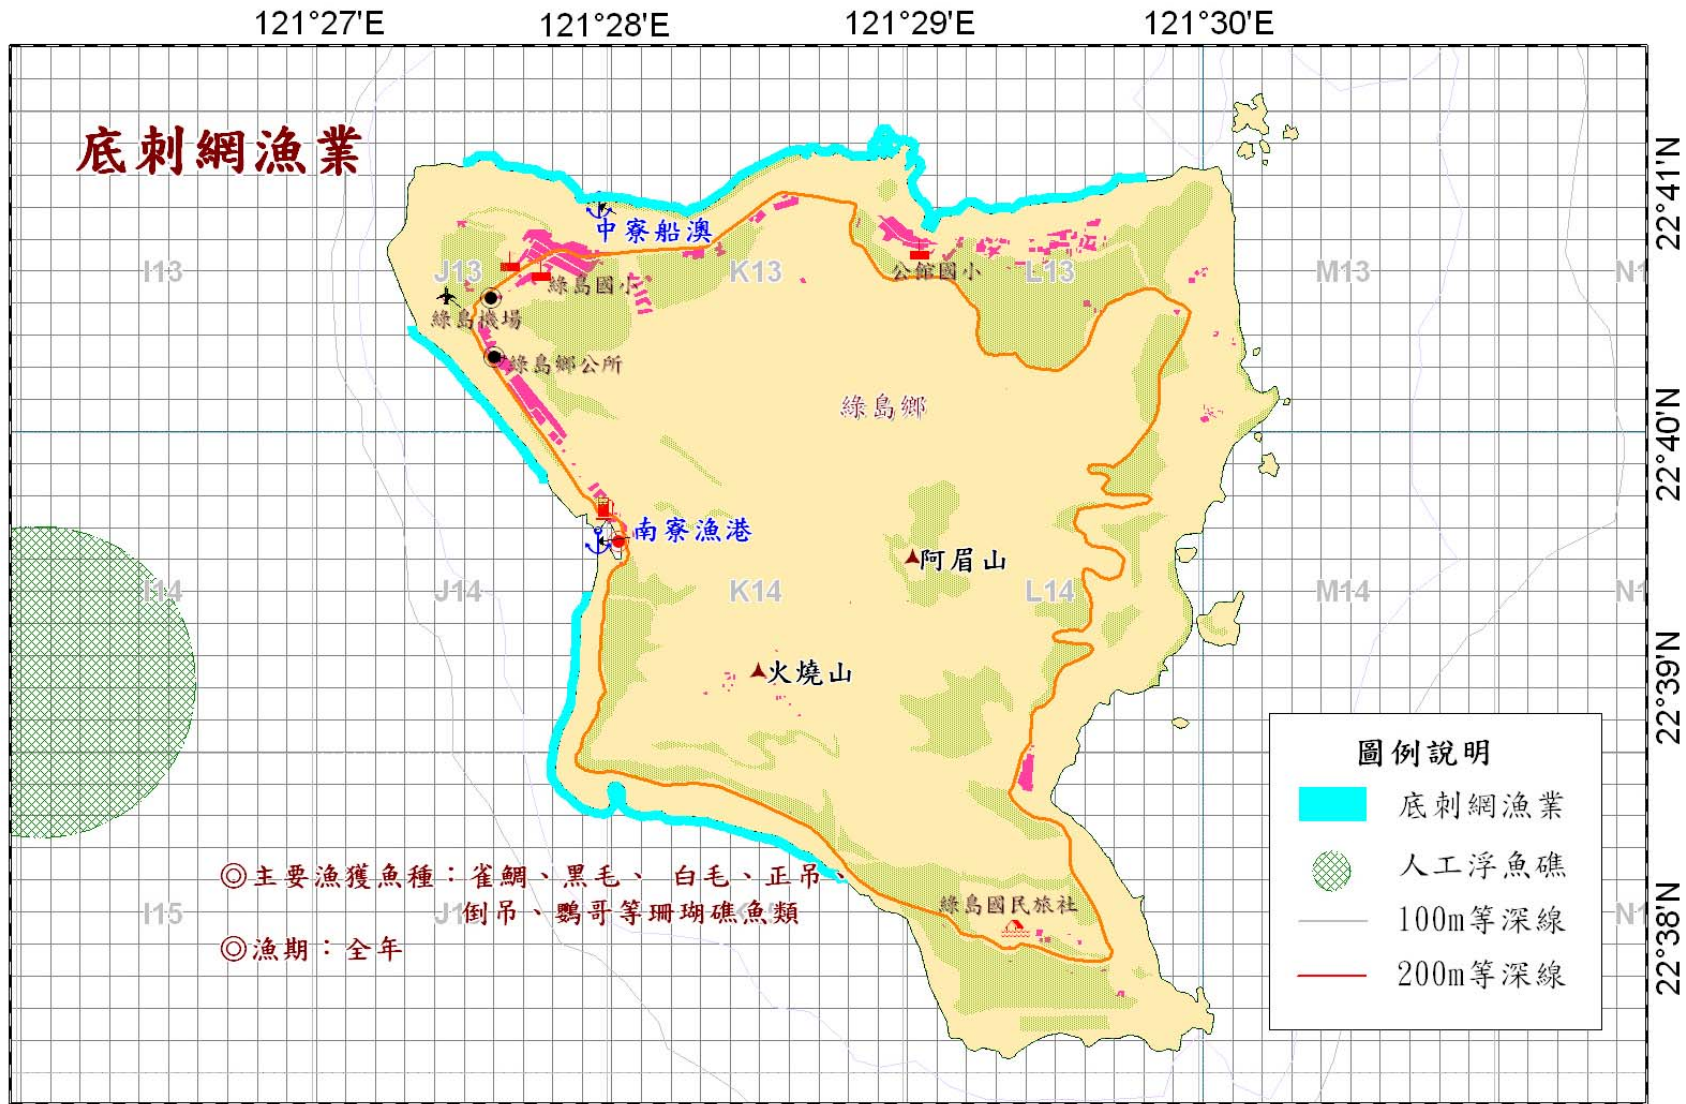 121°27'E
121°28'E
121°29'E
121°30'E
底刺網漁業
22°41'N
中寮船澳
I13
J13
K13
公館國小
L13
M13
N1
綠島國小
綠島機場
綠島鄉公所
綠島鄉
22°40'N
南寮漁港
阿眉山
I14
J14
K14
L14
M14
N1
火燒山
22°39'N
圖例說明
底刺網漁業
人工浮魚礁
100m等深線
200m等深線
◎主要漁獲魚種：雀鯛、黑毛、 白毛、正吊、
倒吊、鸚哥等珊瑚礁魚類
I15
J1
綠島國民旅社
N1
22°38'N
◎漁期：全年